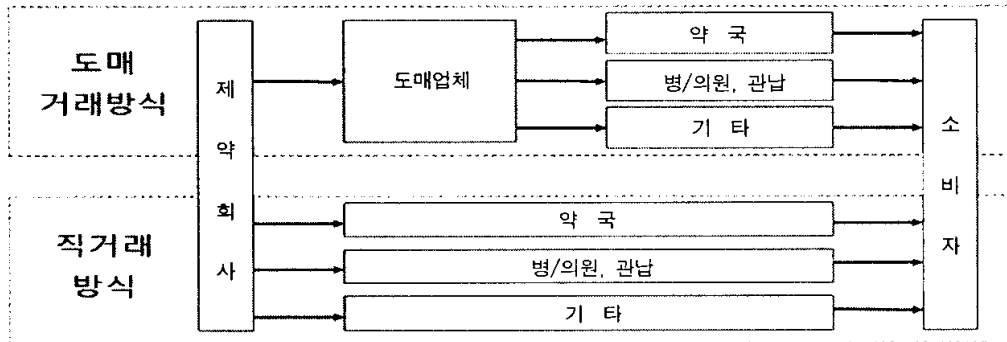 도매
거래방식
제약회사
도매업체
약 국
병/의원, 관납
기 타
소비자
직거래
방식
약 국
병/의원, 관납
기 타